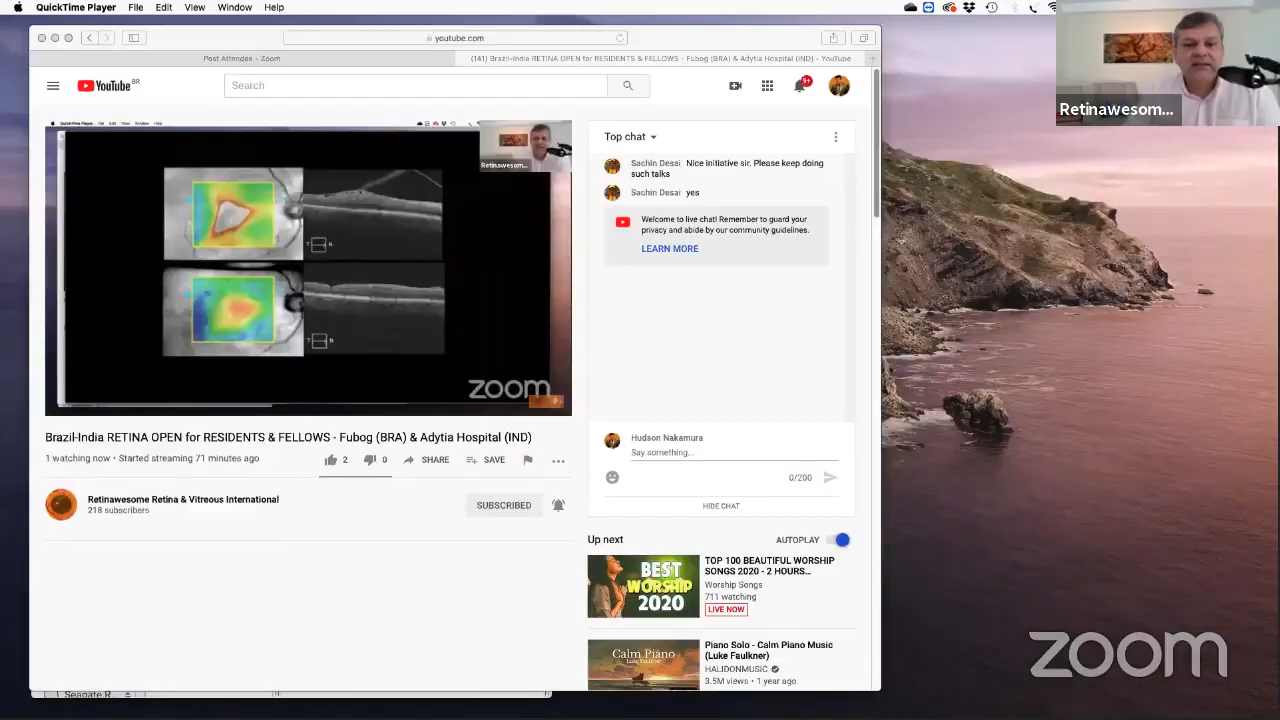 QuickTime Player File Edit View Window Help
youtube.com
Post Attendee - Zoom
(141) Brazil-India RETINA OPEN for RESIDENTS & FELLOWS - Fubog (BRA) & Adytia Hospital (IND) - YouTube
YouTube BR
Search
9+
Retinawesom...
Retinawesom...
zoom
Top chat
Sachin Desai Nice initiative sir. Please keep doing
such talks
Sachin Desai yes
Welcome to live chat! Remember to guard your
privacy and abide by our community guidelines.
LEARN MORE
Hudson Nakamura
Say something...
0/200
HIDE CHAT
Brazil-India RETINA OPEN for RESIDENTS & FELLOWS - Fubog (BRA) & Adytia Hospital (IND)
1 watching now • Started streaming 71 minutes ago
2 0 SHARE SAVE
Retinawesome Retina & Vitreous International
218 subscribers
SUBSCRIBED
Up next
AUTOPLAY
BEST
WORSHIP
2020
TOP 100 BEAUTIFUL WORSHIP
SONGS 2020 - 2 HOURS...
Worship Songs
711 watching
LIVE NOW
Calm Piano
Luke Faulkner
Piano Solo - Calm Piano Music
(Luke Faulkner)
HALIDONMUSIC
3.5M views • 1 year ago
Seagate.R...
zoom